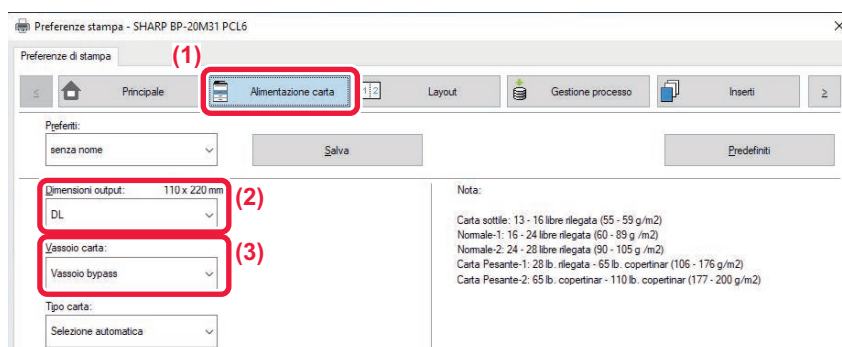 Preferenze stampa - SHARP BP-20M31 PCL6
Preferenze di stampa
(1)
≤ Principale Alimentazione carta 1 2 Layout Gestione processo Inserti ≥
Preferiti:
senza nome Salva Predefiniti
Dimensioni output: 110 x 220 mm
(2)
DL
Vassoio carta:
(3)
Vassoio bypass
Tipo carta:
Selezione automatica
Nota:
Carta sottile: 13 - 16 libre rilegata (55 - 59 g/m2)
Normale-1: 16 - 24 libre rilegata (60 - 89 g /m2)
Normale-2: 24 - 28 libre rilegata (90 - 105 g /m2)
Carta Pesante-1: 28 lb. rilegata - 65 lb. copertinar (106 - 176 g/m2)
Carta Pesante-2: 65 lb. copertinar - 110 lb. copertinar (177 - 200 g/m2)